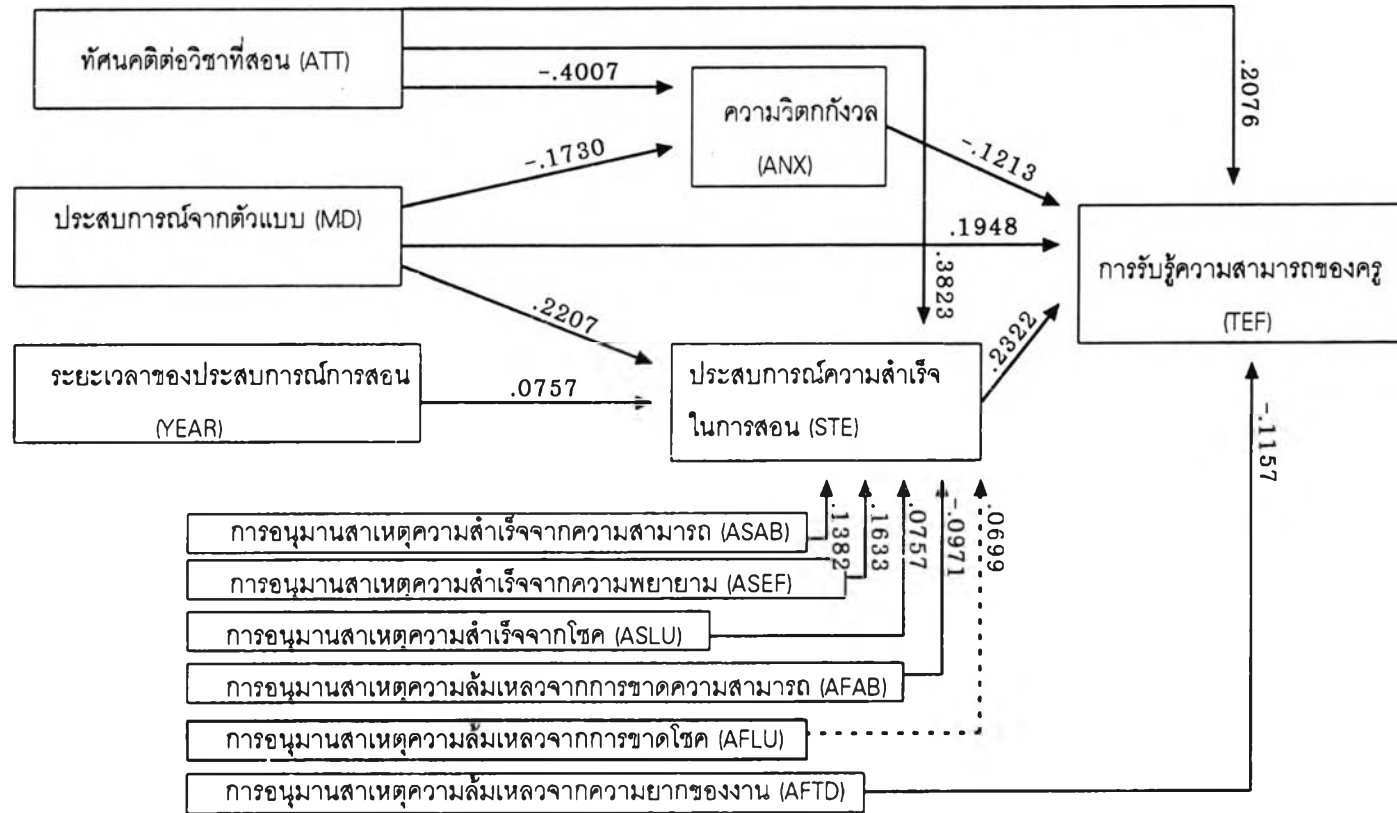 ทัศนคติต่อวิชาที่สอน (ATT)
-.4007
.2076
ความวิตกกังวล
(ANX)
-.1730
-.1213
ประสบการณ์จากตัวแบบ (MD)
.1948
.3823
การรับรู้ความสามารถของครู
(TEF)
.2207
.2322
ระยะเวลาของประสบการณ์การสอน
(YEAR)
.0757
ประสบการณ์ความสำเร็จ
ในการสอน (STE)
-.1157
.1382
.1633
.0757
-.0971
.0699
การอนุมานสาเหตุความสำเร็จจากความสามารถ (ASAB)
การอนุมานสาเหตุความสำเร็จจากความพยายาม (ASEF)
การอนุมานสาเหตุความสำเร็จจากโชค (ASLU)
การอนุมานสาเหตุความล้มเหลวจากการขาดความสามารถ (AFAB)
การอนุมานสาเหตุความล้มเหลวจากการขาดโชค (AFLU)
การอนุมานสาเหตุความล้มเหลวจากความยากของงาน (AFTD)